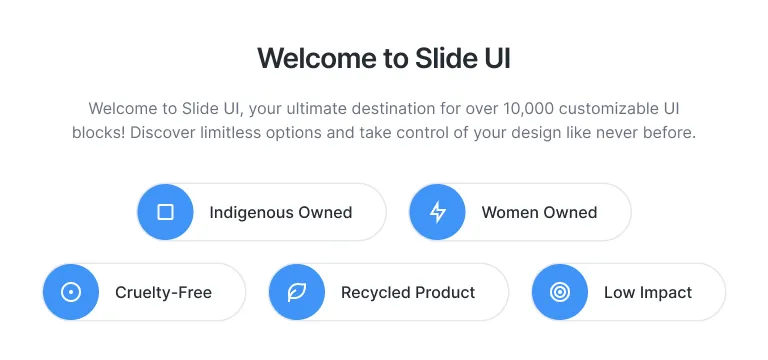 Welcome to Slide UI
Welcome to Slide UI, your ultimate destination for over 10,000 customizable UI
blocks! Discover limitless options and take control of your design like never before.
Indigenous Owned
Women Owned
Cruelty-Free
Recycled Product
Low Impact